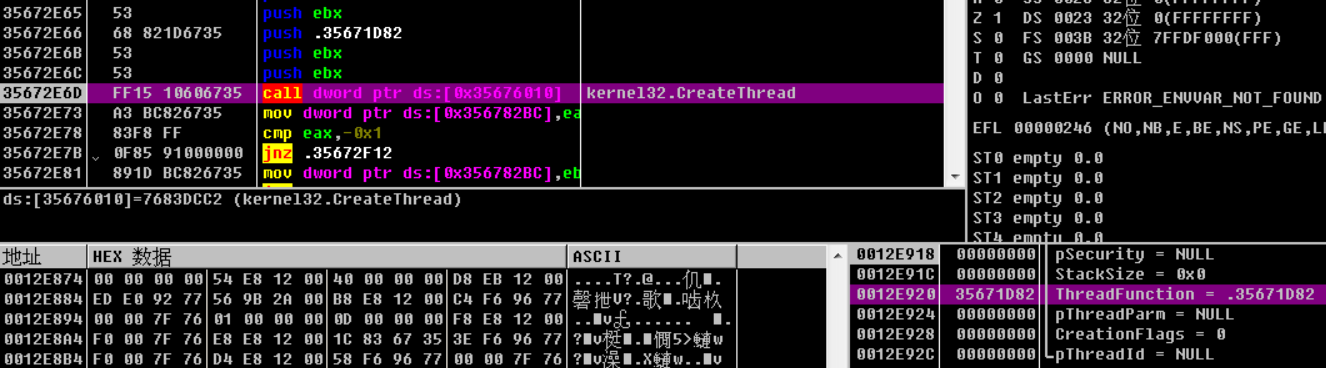 35672E65 53 push ebx
35672E66 68 821D6735 push .35671D82
35672E6B 53 push ebx
35672E6C 53 push ebx
35672E6D FF15 10606735 call dword ptr ds:[0x35676010] kernel32.CreateThread
35672E73 A3 BC826735 mov dword ptr ds:[0x356782BC],ea
35672E78 83F8 FF cmp eax,-0x1
35672E7B 0F85 91000000 jnz .35672F12
35672E81 891D BC826735 mov dword ptr ds:[0x356782BC],eb
ds:[35676010]=7683DCC2 (kernel32.CreateThread)
Z 1 DS 0023 32位 0(FFFFFFFF)
S 0 FS 003B 32位 7FFDF000(FFF)
T 0 GS 0000 NULL
D 0
O 0 LastErr ERROR_ENVVAR_NOT_FOUND
EFL 00000246 (NO,NB,E,BE,NS,PE,GE,L
ST0 empty 0.0
ST1 empty 0.0
ST2 empty 0.0
ST3 empty 0.0
ST4 empty 0.0
地址 HEX 数据 ASCII
0012E874 00 00 00 00 54 E8 12 00 40 00 00 00 D8 EB 12 00 ....T?.@...
0012E884 ED E0 92 77 56 9B 2A 00 B8 E8 12 00 C4 F6 96 77
0012E894 00 00 7F 76 01 00 00 00 0D 00 00 00 F8 E8 12 00
0012E8A4 F0 00 7F 76 E8 E8 12 00 1C 83 67 35 3E F6 96 77
0012E8B4 F0 00 7F 76 D4 E8 12 00 58 F6 96 77 00 00 7F 76
0012E918 00000000 pSecurity = NULL
0012E91C 00000000 StackSize = 0x0
0012E920 35671D82 ThreadFunction = .35671D82
0012E924 00000000 pThreadParm = NULL
0012E928 00000000 CreationFlags = 0
0012E92C 00000000 pThreadId = NULL